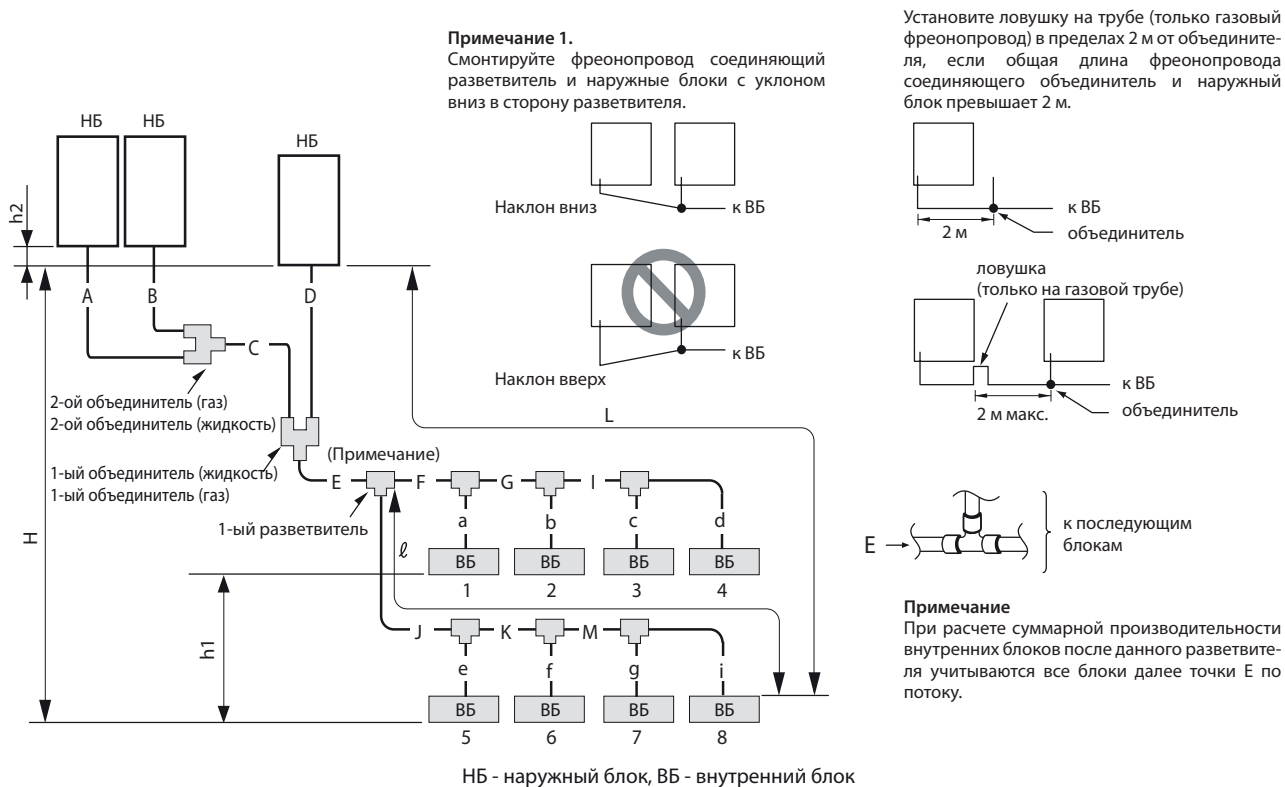 Примечание 1.
Смонтируйте фреонопровод соединяющий
разветвитель и наружные блоки с уклоном
вниз в сторону разветвителя.
Установите ловушку на трубе (только газовый
фреонопровод) в пределах 2 м от объедините-
ля, если общая длина фреонопровода
соединяющего объединитель и наружный
блок превышает 2 м.
НБ
НБ
НБ
h2
A
B
D
C
2-ой объединитель (газ)
2-ой объединитель (жидкость)
1-ый объединитель (жидкость)
1-ый объединитель (газ)
H
Наклон вниз
к ВБ
Наклон вверх
к ВБ
2 м
к ВБ
объединитель
ловушка
(только на газовой трубе)
2 м макс.
к ВБ
объединитель
L
(Примечание)
E
F
G
I
1-ый разветвитель
ℓ
a
b
c
d
ВБ
ВБ
ВБ
ВБ
1
2
3
4
h1
J
K
M
e
f
g
i
ВБ
ВБ
ВБ
ВБ
5
6
7
8
E
к последующим
блокам
Примечание
При расчете суммарной производительности
внутренних блоков после данного разветвите-
ля учитываются все блоки далее точки E по
потоку.
НБ - наружный блок, ВБ - внутренний блок